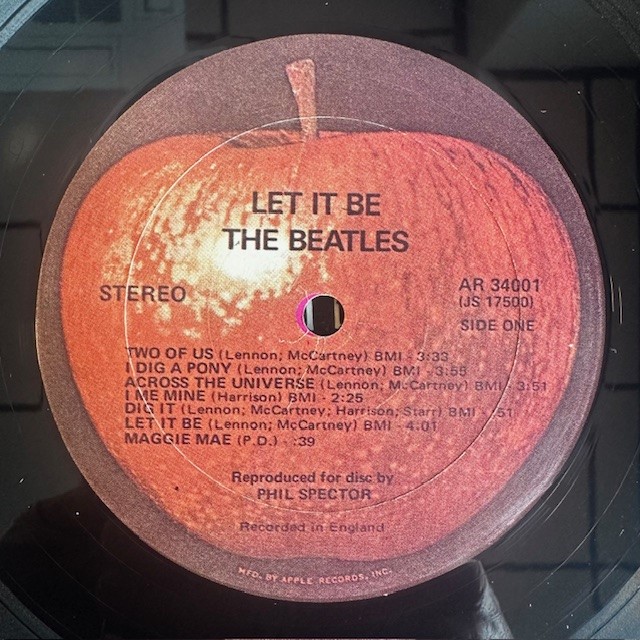 LET IT BE
THE BEATLES
STEREO
AR 34001
(JS 17500)
SIDE ONE
TWO OF US (Lennon; McCartney) BMI - 3:33
I DIG A PONY (Lennon; McCartney) BMI - 3:55
ACROSS THE UNIVERSE (Lennon; McCartney) BMI - 3:51
I ME MINE (Harrison) BMI - 2:25
DIG IT (Lennon; McCartney; Harrison; Starr) BMI - :51
LET IT BE (Lennon; McCartney) BMI - 4:01
MAGGIE MAE (P.D.) - :39
Reproduced for disc by
PHIL SPECTOR
Recorded in England
MFD. BY APPLE RECORDS, INC.